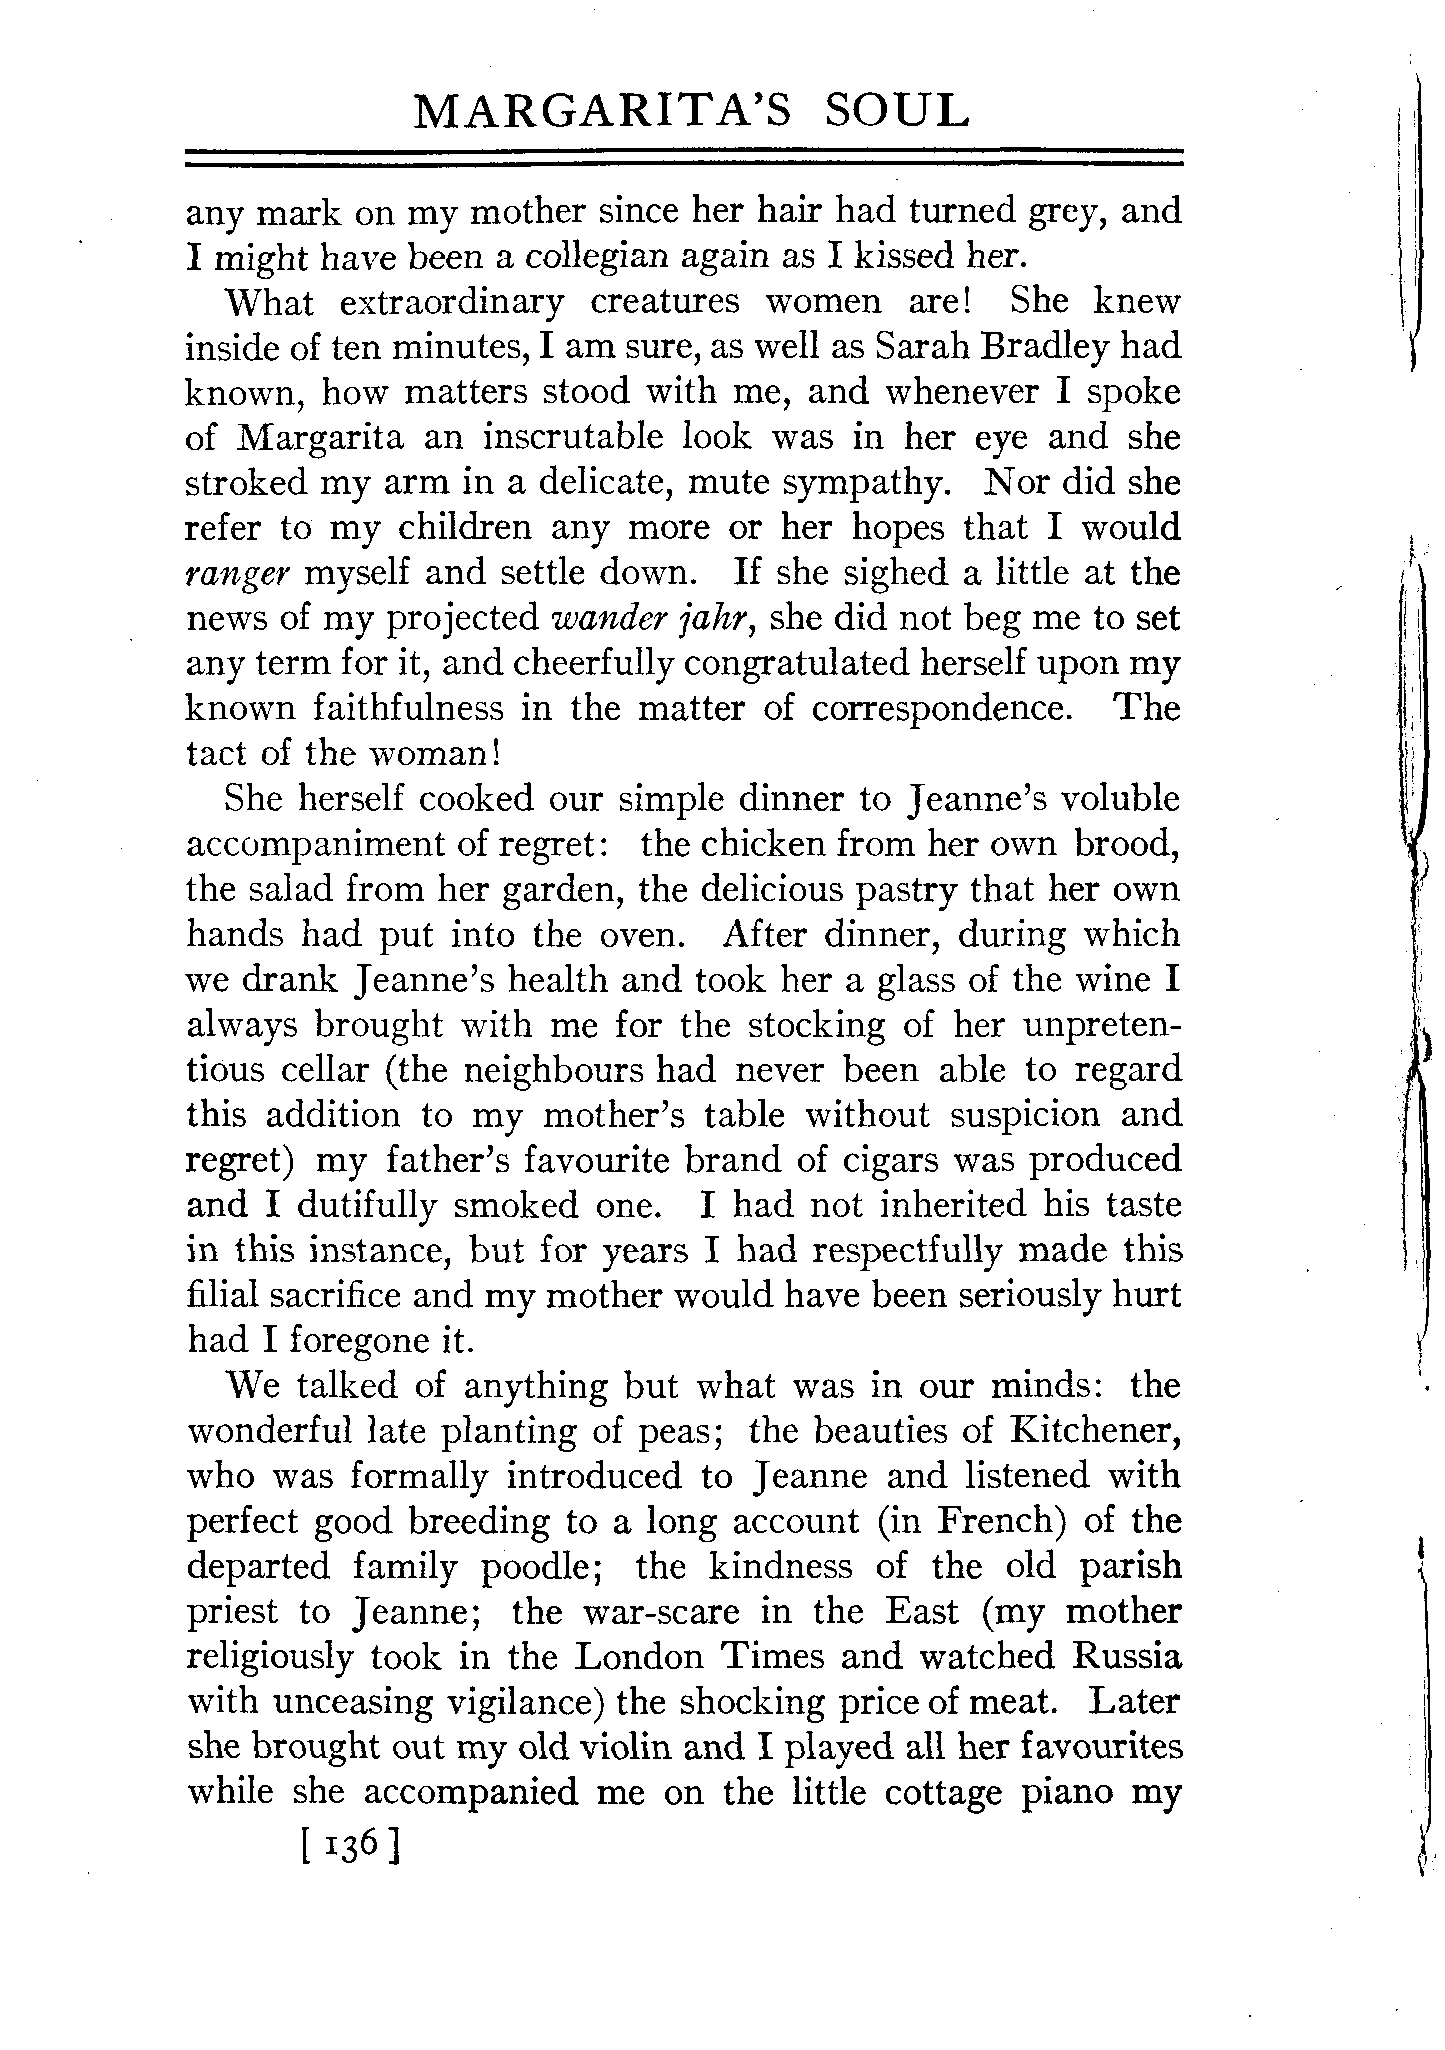 MARGARITA'S SOUL
any mark on my mother since her hair had turned grey, and
I might have been a collegian again as I kissed her.
What extraordinary creatures women are! She knew
inside of ten minutes, I am sure, as well as Sarah Bradley had
known, how matters stood with me, and whenever I spoke
of Margarita an inscrutable look was in her eye and she
stroked my arm in a delicate, mute sympathy. Nor did she
refer to my children any more or her hopes that I would
ranger myself and settle down. If she sighed a little at the
news of my projected wander jahr, she did not beg me to set
any term for it, and cheerfully congratulated herself upon my
known faithfulness in the matter of correspondence. The
tact of the woman!
She herself cooked our simple dinner to Jeanne's voluble
accompaniment of regret: the chicken from her own brood,
the salad from her garden, the delicious pastry that her own
hands had put into the oven. After dinner, during which
we drank Jeanne's health and took her a glass of the wine I
always brought with me for the stocking of her unpreten-
tious cellar (the neighbours had never been able to regard
this addition to my mother's table without suspicion and
regret) my father's favourite brand of cigars was produced
and I dutifully smoked one. I had not inherited his taste
in this instance, but for years I had respectfully made this
filial sacrifice and my mother would have been seriously hurt
had I foregone it.
We talked of anything but what was in our minds: the
wonderful late planting of peas; the beauties of Kitchener,
who was formally introduced to Jeanne and listened with
perfect good breeding to a long account (in French) of the
departed family poodle; the kindness of the old parish
priest to Jeanne; the war-scare in the East (my mother
religiously took in the London Times and watched Russia
with unceasing vigilance) the shocking price of meat. Later
she brought out my old violin and I played all her favourites
while she accompanied me on the little cottage piano my
[ 136 ]